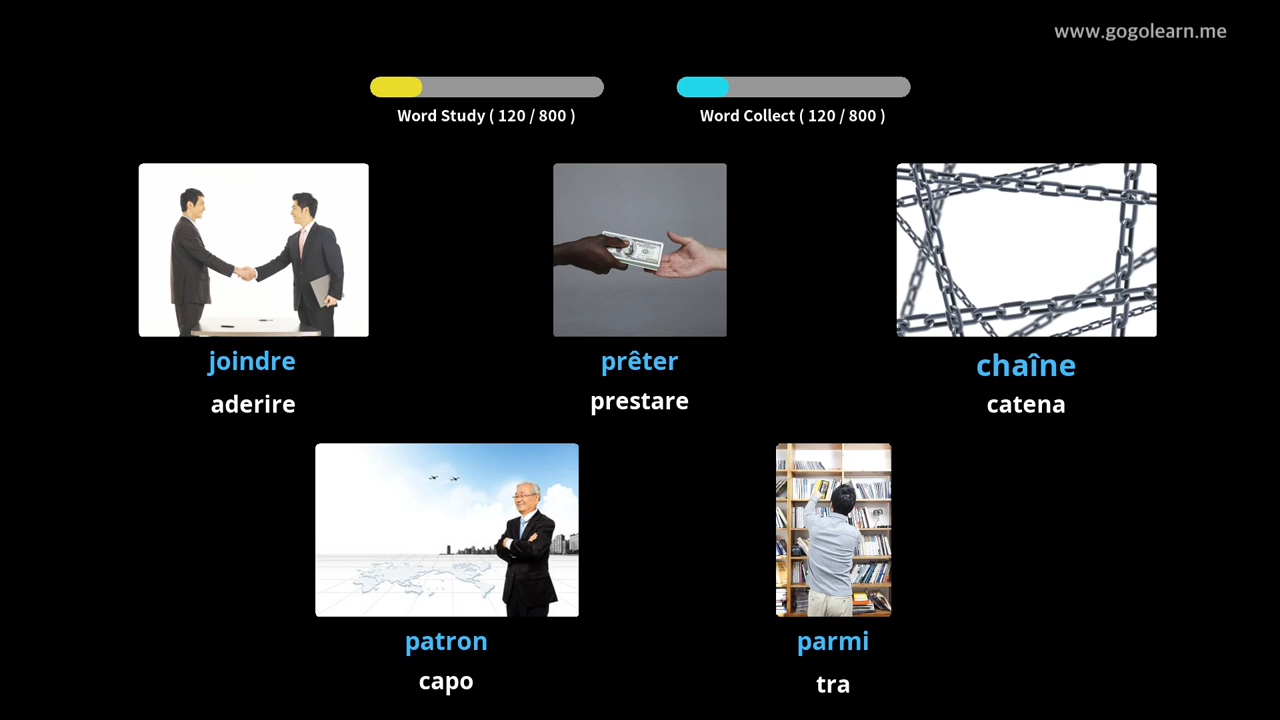 www.gogolearn.me
Word Study ( 120 / 800 )
Word Collect ( 120 / 800 )
joindre
aderire
prêter
prestare
chaîne
catena
patron
capo
parmi
tra